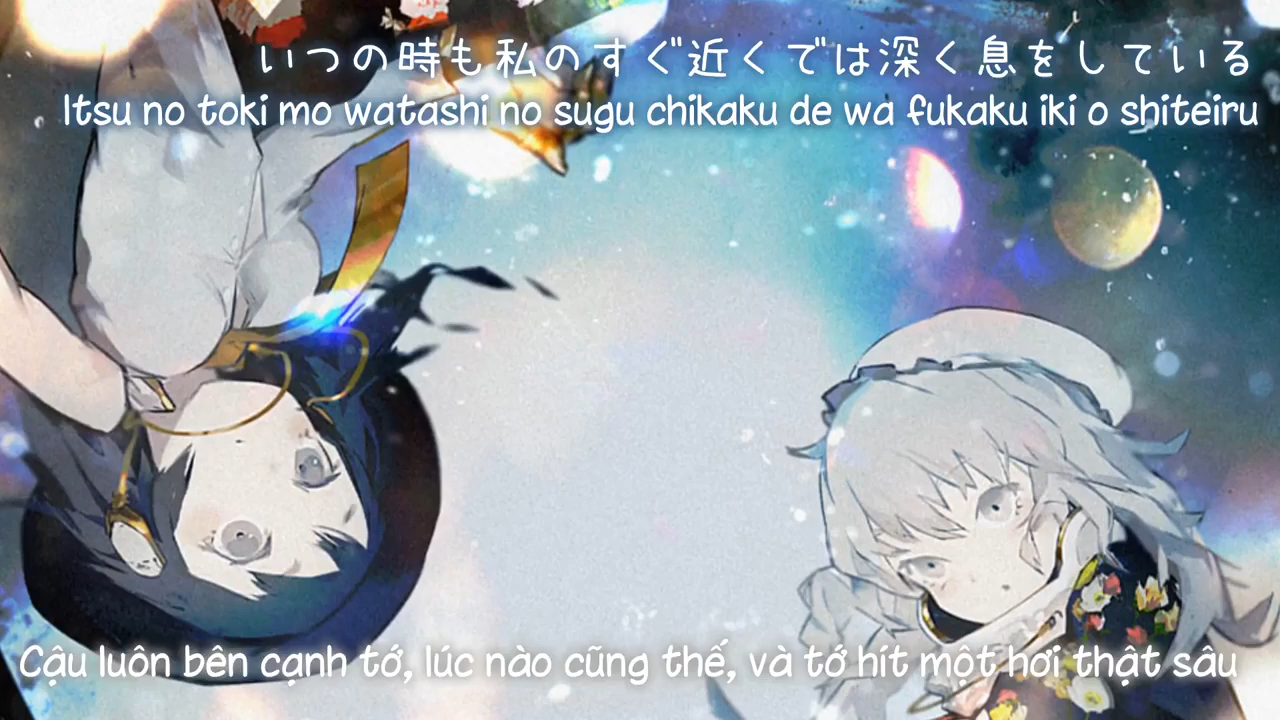 いつの時も私のすぐ近くでは深く息をしている
Itsu no toki mo watashi no sugu chikaku de wa fukaku iki o shiteiru
Cậu luôn bên cạnh tớ, lúc nào cũng thế, và tớ hít một hơi thật sâu